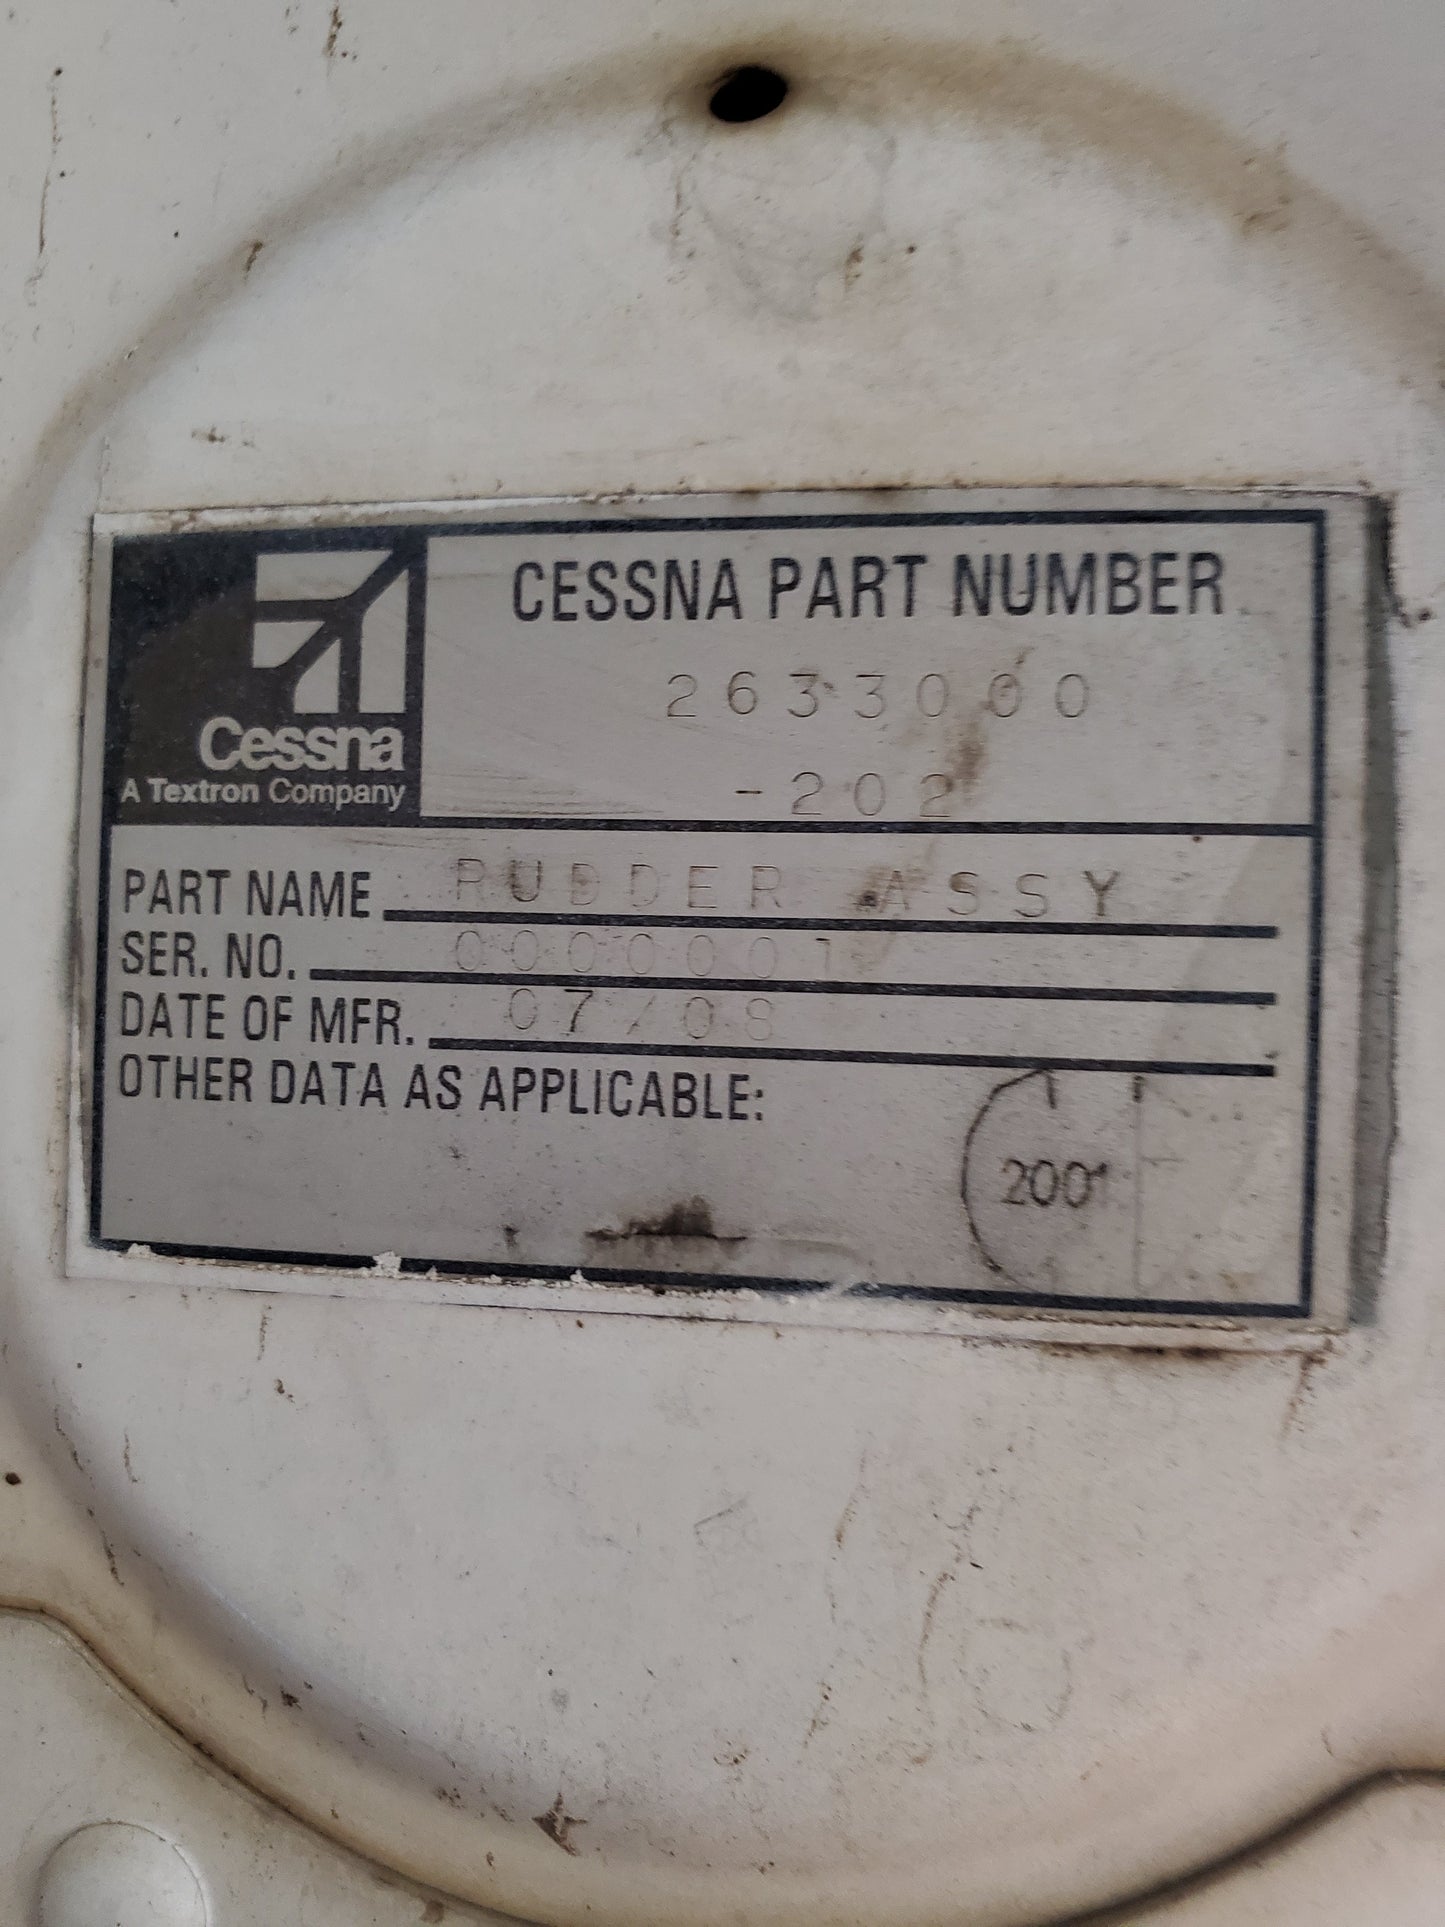 Cessna
A Textron Company
CESSNA PART NUMBER
2633000
-202
PART NAME RUDDER ASSY
SER. NO. 0000001
DATE OF MFR. 07/08
OTHER DATA AS APPLICABLE: